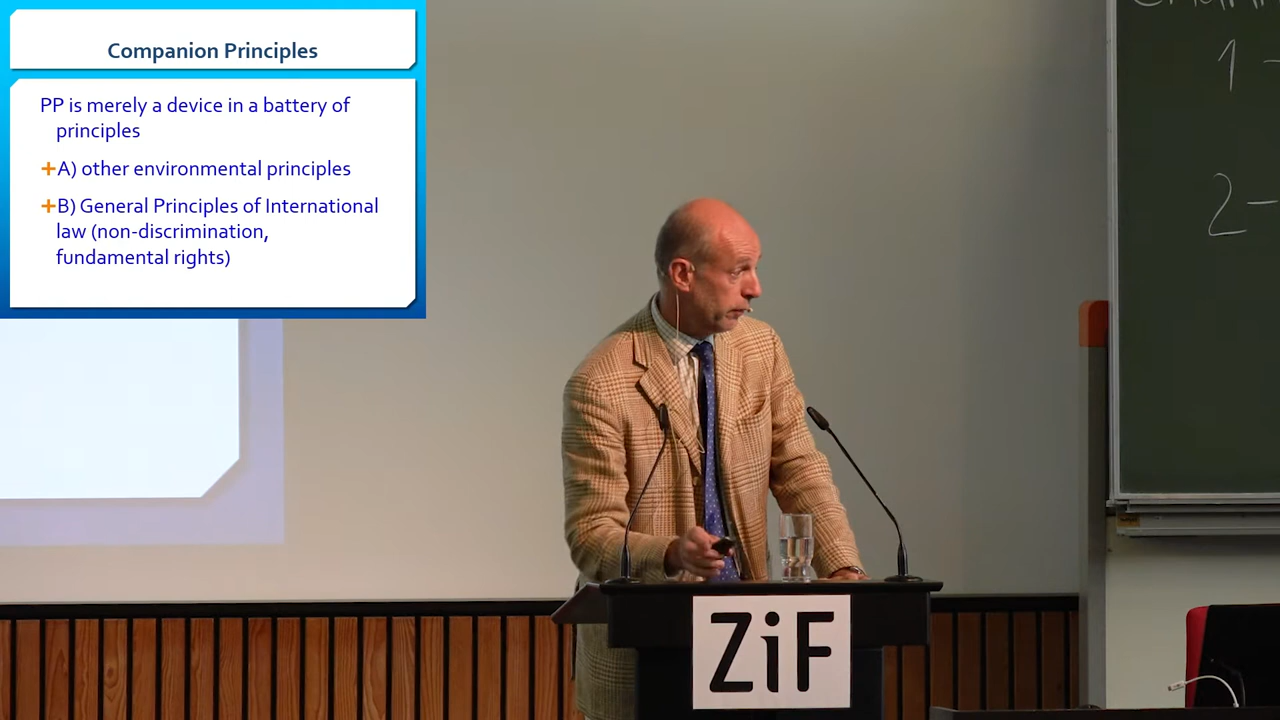 Companion Principles
PP is merely a device in a battery of
principles
A) other environmental principles
B) General Principles of International
law (non-discrimination,
fundamental rights)
1 -
2 -
ZiF